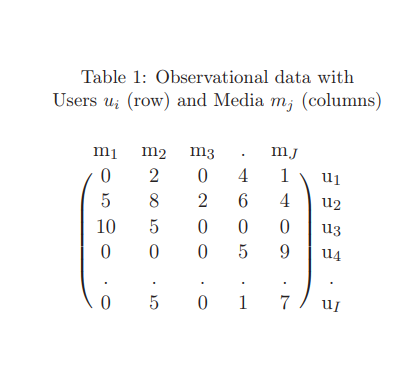 Table 1: Observational data with
Users u_i (row) and Media m_j (columns)
m_1 m_2 m_3 . m_J
0 2 0 4 1 u_1
5 8 2 6 4 u_2
10 5 0 0 0 u_3
0 0 0 5 9 u_4
. . . . . .
0 5 0 1 7 u_I